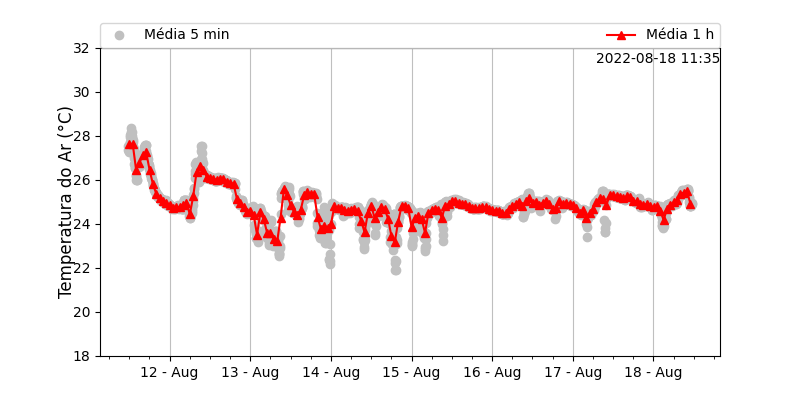 Média 5 min
Média 1 h
2022-08-18 11:35
Temperatura do Ar (°C)
32
30
28
26
24
22
20
18
12 - Aug
13 - Aug
14 - Aug
15 - Aug
16 - Aug
17 - Aug
18 - Aug